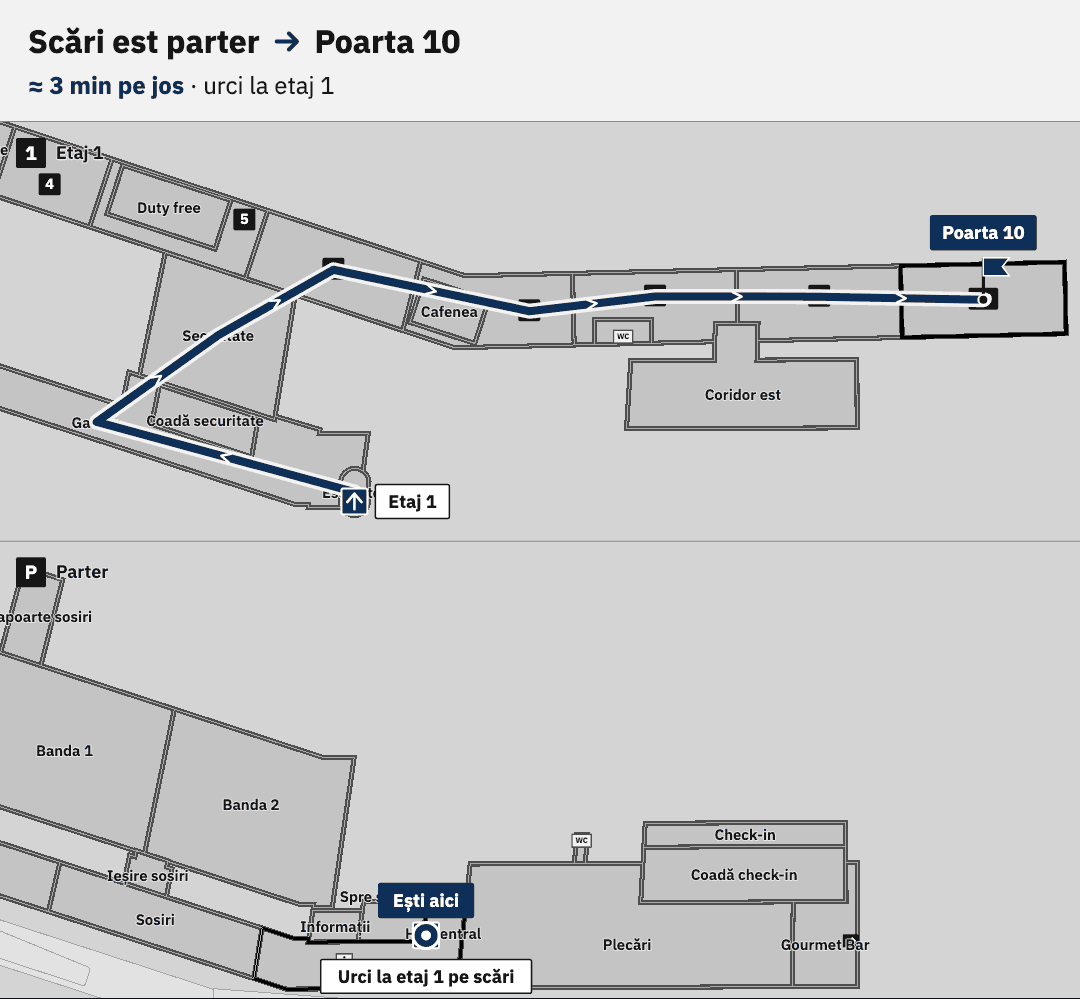 Scări est parter → Poarta 10
≈ 3 min pe jos · urci la etaj 1
1 Etaj 1
4
Duty free
5
Poarta 10
Cafenea
wc
Coridor est
Coadă securitate
Etaj 1
P Parter
sosiri
Banda 1
Banda 2
Check-in
wc
Coadă check-in
Ieșire sosiri
Spre
Ești aici
Sosiri
Informații
Plecări
Gourmet Bar
Urci la etaj 1 pe scări